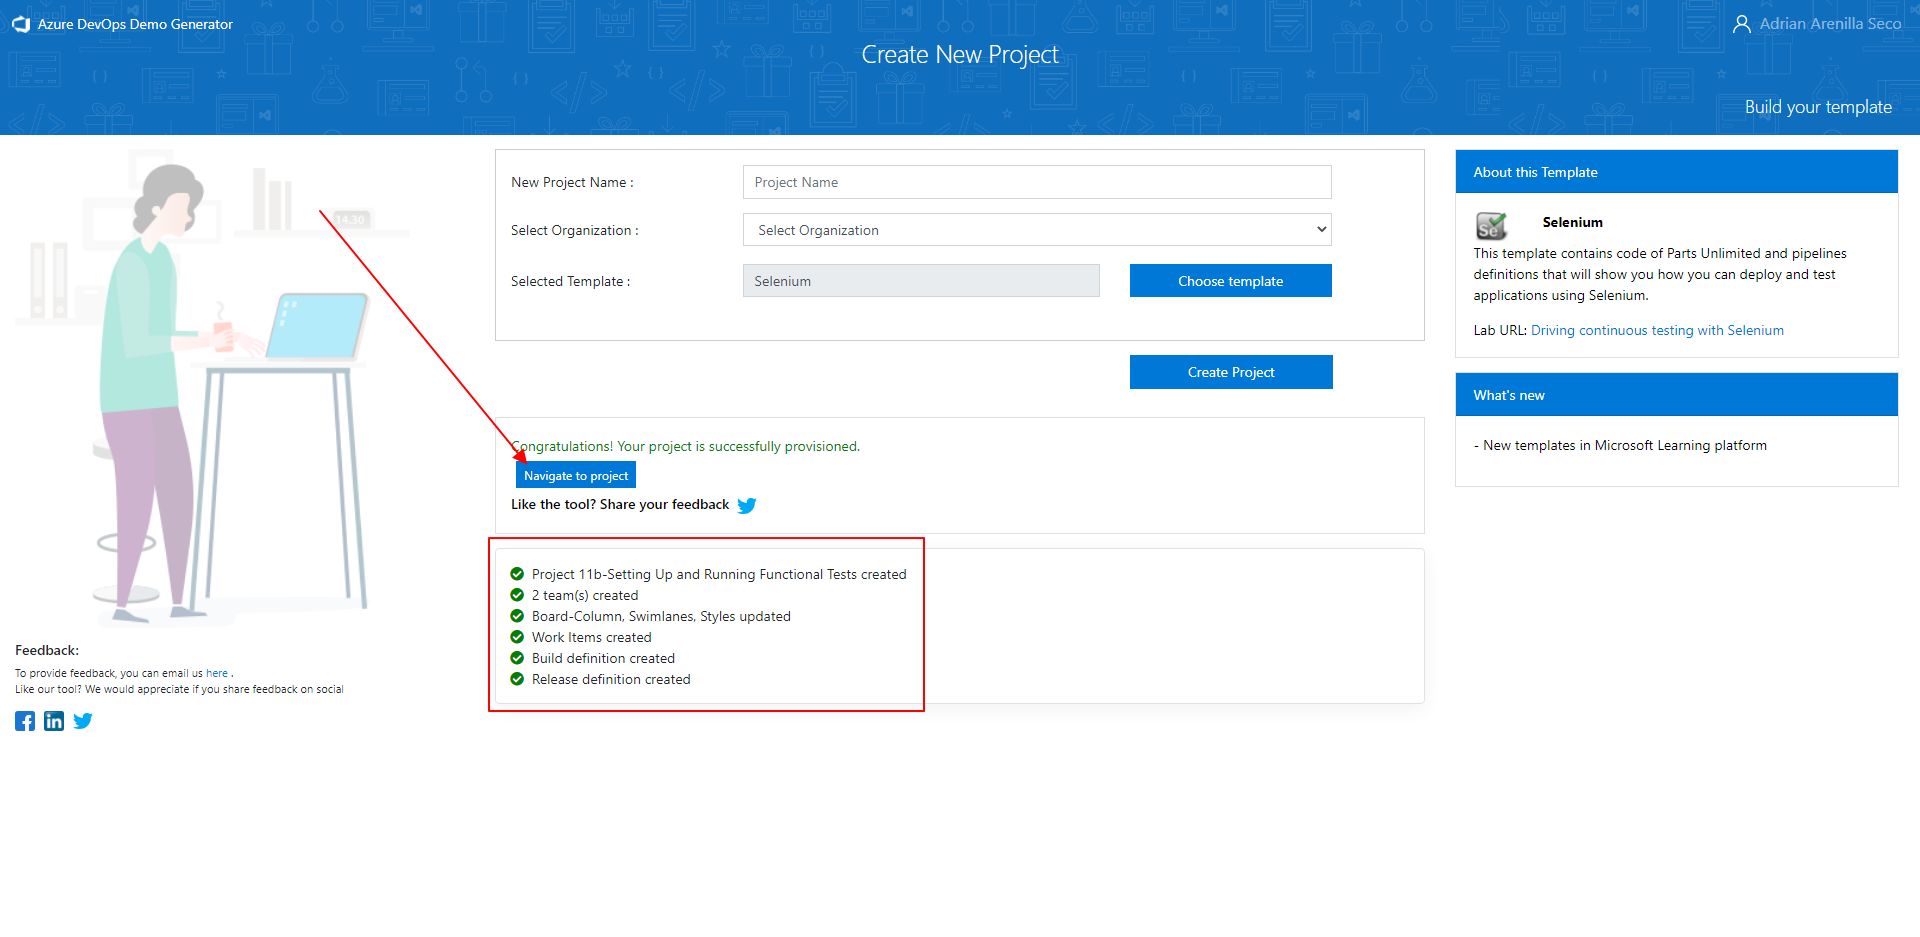 Azure DevOps Demo Generator
Adrian Arenilla Seco
Create New Project
Build your template
14.30
New Project Name :
Project Name
Select Organization :
Select Organization
Selected Template :
Selenium
Choose template
Create Project
Congratulations! Your project is successfully provisioned.
Navigate to project
Like the tool? Share your feedback
Project 11b-Setting Up and Running Functional Tests created
2 team(s) created
Board-Column, Swimlanes, Styles updated
Work Items created
Build definition created
Release definition created
About this Template
Se
Selenium
This template contains code of Parts Unlimited and pipelines
definitions that will show you how you can deploy and test
applications using Selenium.
Lab URL: Driving continuous testing with Selenium
What's new
- New templates in Microsoft Learning platform
Feedback:
To provide feedback, you can email us here .
Like our tool? We would appreciate if you share feedback on social